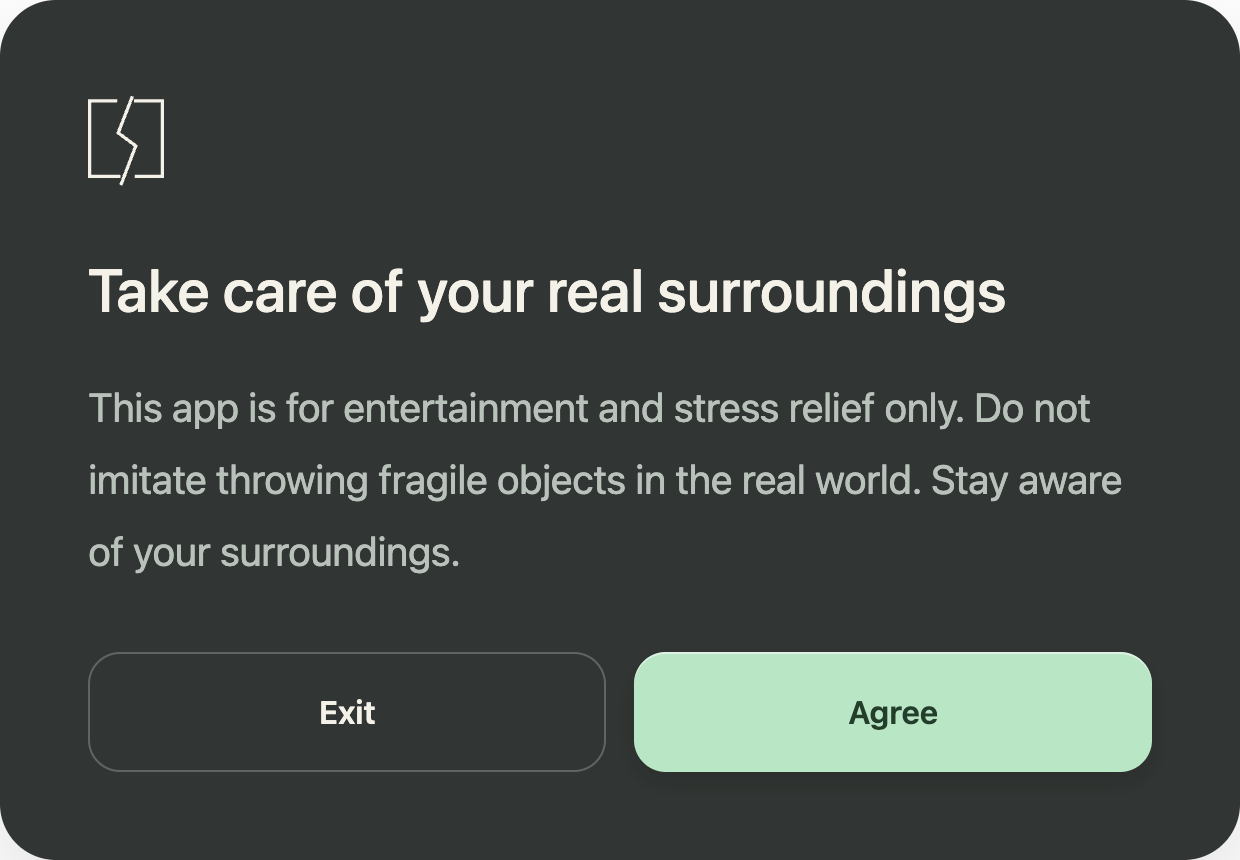 Take care of your real surroundings
This app is for entertainment and stress relief only. Do not
imitate throwing fragile objects in the real world. Stay aware
of your surroundings.
Exit
Agree